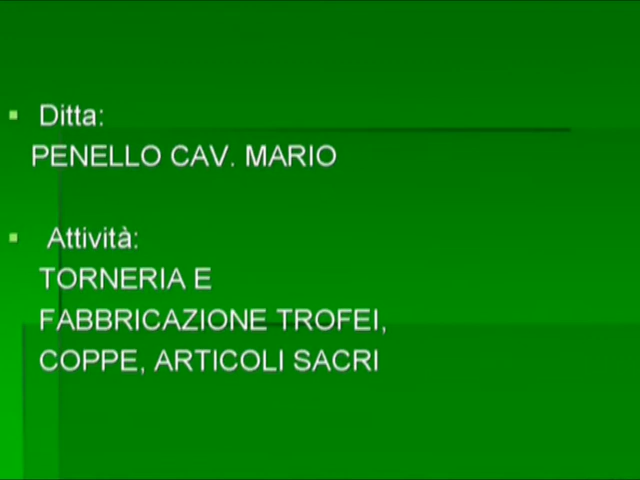 Ditta:
PENELLO CAV. MARIO
Attività:
TORNERIA E
FABBRICAZIONE TROFEI,
COPPE, ARTICOLI SACRI